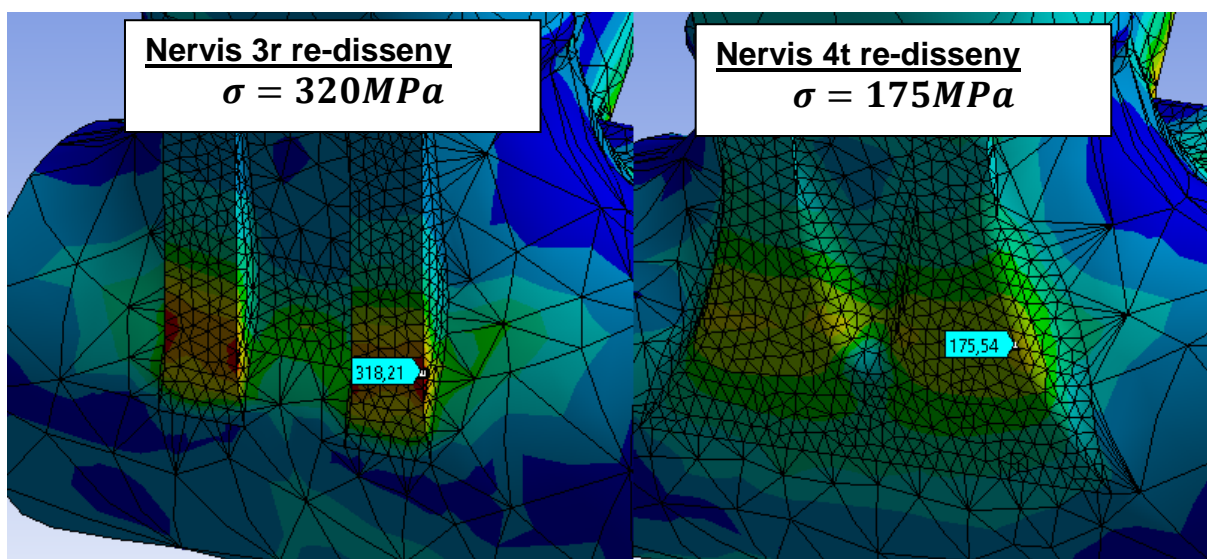 Nervis 3r re-disseny
σ = 320MPa
Nervis 4t re-disseny
σ = 175MPa
318,21
175,54